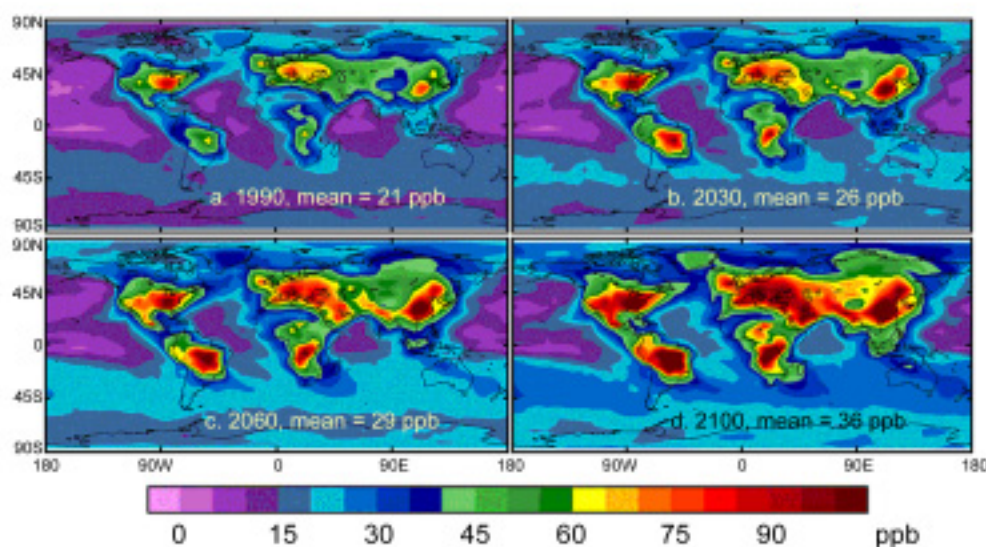 90N
45N
0
45S
90S
a. 1990, mean = 21 ppb
b. 2030, mean = 26 ppb
90N
45N
0
45S
90S
c. 2060, mean = 29 ppb
d. 2100, mean = 36 ppb
180 90W 0 90E 180 90W 0 90E 180
0 15 30 45 60 75 90 ppb